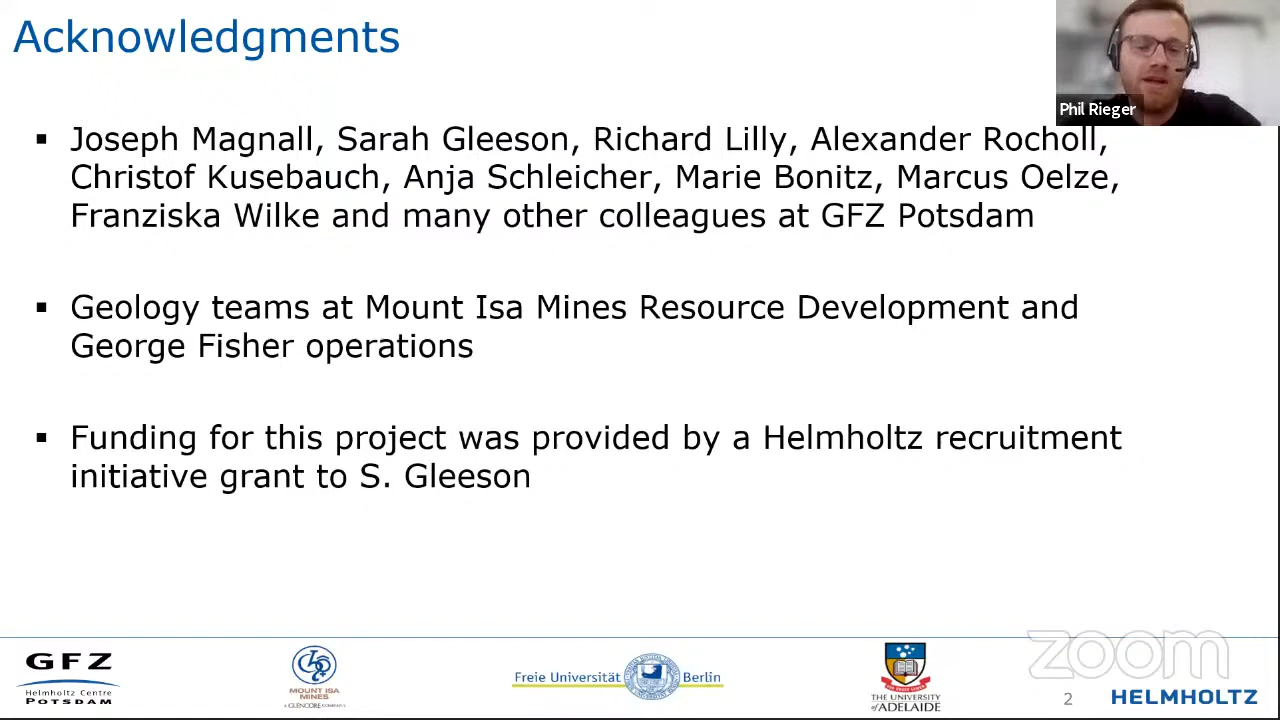 Acknowledgments
Phil Rieger
▪ Joseph Magnall, Sarah Gleeson, Richard Lilly, Alexander Rocholl,
Christof Kusebauch, Anja Schleicher, Marie Bonitz, Marcus Oelze,
Franziska Wilke and many other colleagues at GFZ Potsdam
▪ Geology teams at Mount Isa Mines Resource Development and
George Fisher operations
▪ Funding for this project was provided by a Helmholtz recruitment
initiative grant to S. Gleeson
zoom
GFZ
Helmholtz Centre
POTSDAM
MOUNT ISA
MINES
A GLENCORE COMPANY
Freie Universität Berlin
THE UNIVERSITY
of ADELAIDE
2
HELMHOLTZ